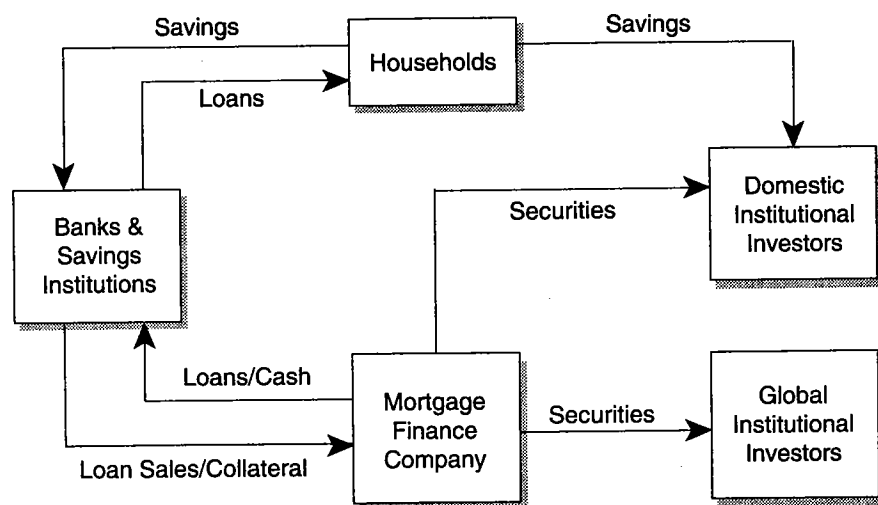 Savings
Savings
Households
Loans
Banks &
Savings
Institutions
Securities
Domestic
Institutional
Investors
Loans/Cash
Loan Sales/Collateral
Mortgage
Finance
Company
Securities
Global
Institutional
Investors